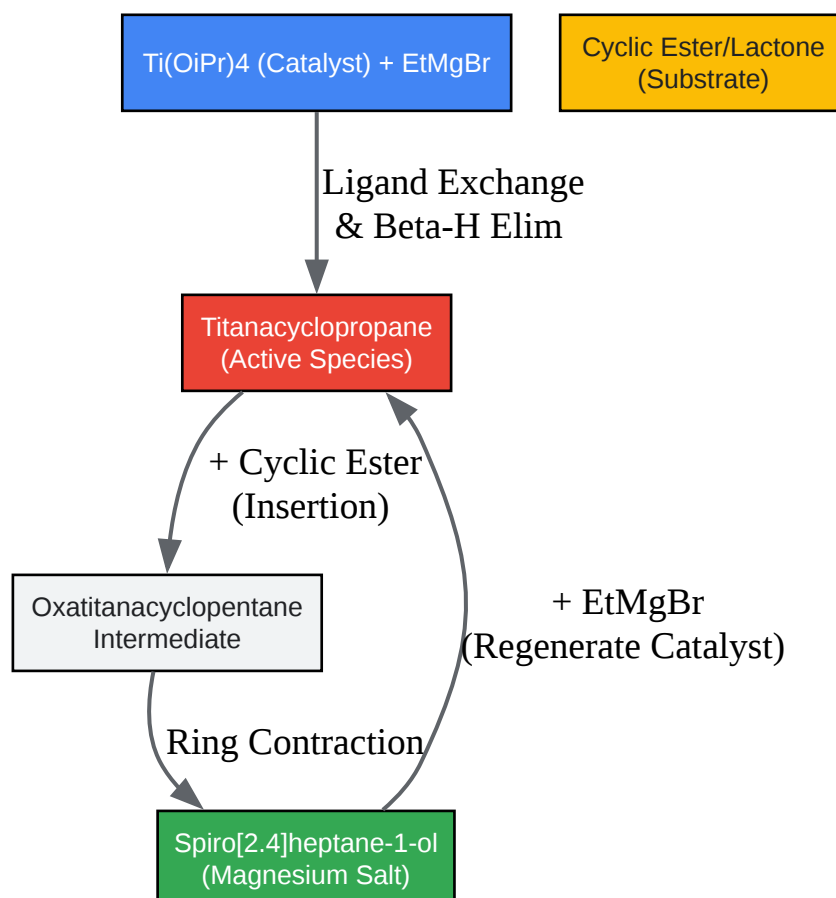 Ti(OiPr)4 (Catalyst) + EtMgBr
Cyclic Ester/Lactone
(Substrate)
Ligand Exchange
& Beta-H Elim
Titanacyclopropane
(Active Species)
+ Cyclic Ester
(Insertion)
Oxatitanacyclopentane
Intermediate
+ EtMgBr
(Regenerate Catalyst)
Ring Contraction
Spiro[2.4]heptane-1-ol
(Magnesium Salt)